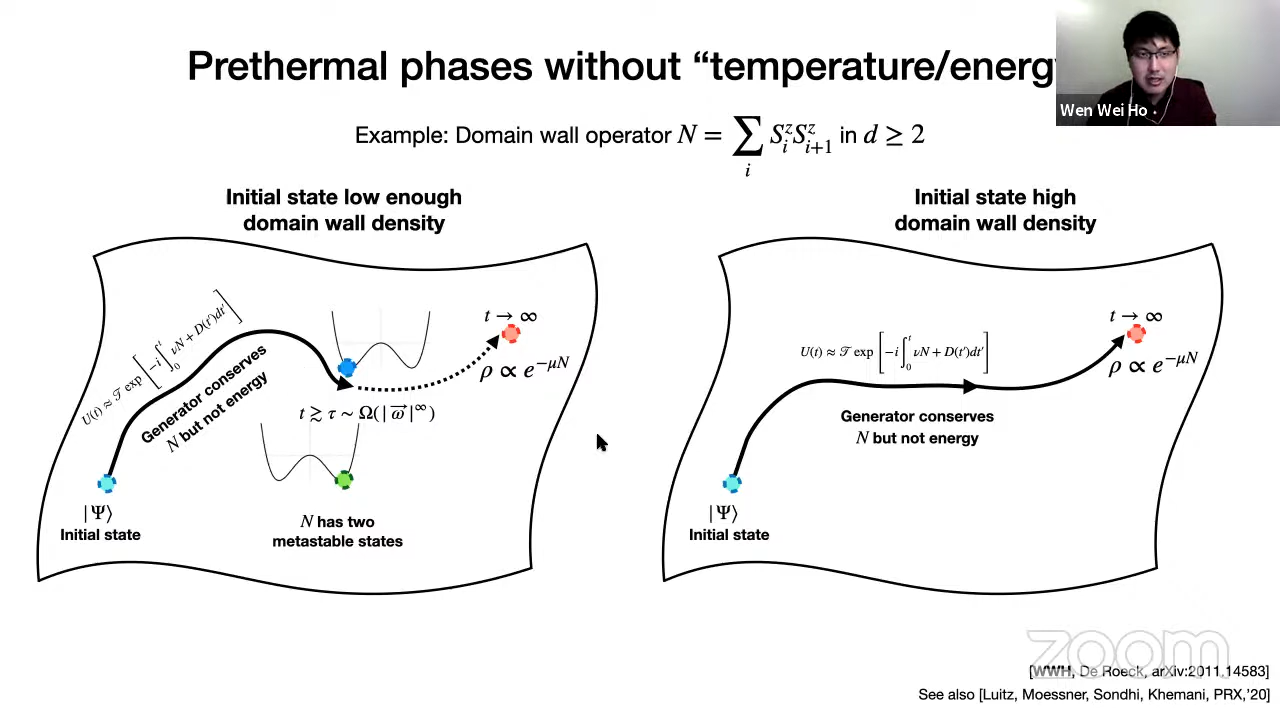 Prethermal phases without “temperature/energy
Wen Wei Ho
Example: Domain wall operator N = ∑_i S_i^z S_{i+1}^z in d ≥ 2
Initial state low enough
domain wall density
U(t) ≈ 𝒯 exp[−i∫_0^t νN + D(t′)dt′]
Generator conserves
N but not energy
t → ∞
ρ ∝ e^{−μN}
t ≳ τ ∼ Ω(|ω⃗|^∞)
|Ψ⟩
Initial state
N has two
metastable states
Initial state high
domain wall density
U(t) ≈ 𝒯 exp[−i∫_0^t νN + D(t′)dt′]
Generator conserves
N but not energy
t → ∞
ρ ∝ e^{−μN}
|Ψ⟩
Initial state
zoom
[WWH, De Roeck, arXiv:2011.14583]
See also [Luitz, Moessner, Sondhi, Khemani, PRX,’20]